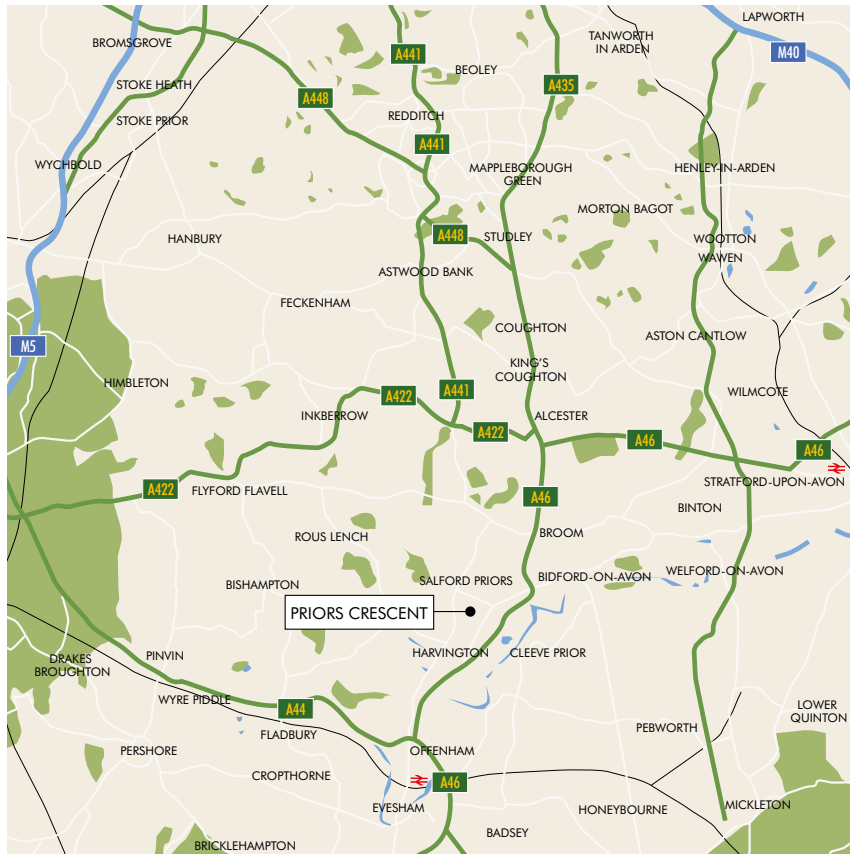 LAPWORTH
TANWORTH
IN ARDEN
BROMSGROVE
M40
A441
BEOLEY
STOKE HEATH
A435
A448
REDDITCH
STOKE PRIOR
A441
WYCHBOLD
MAPPLEBOROUGH
GREEN
HENLEY-IN-ARDEN
MORTON BAGOT
HANBURY
A448
STUDLEY
WOOTTON
WAWEN
ASTWOOD BANK
FECKENHAM
COUGHTON
ASTON CANTLOW
M5
KING'S
COUGHTON
HIMBLETON
A441
WILMCOTE
A422
INKBERROW
ALCESTER
A422
A46
A46
STRATFORD-UPON-AVON
A422
FLYFORD FLAVELL
A46
BINTON
ROUS LENCH
BROOM
WELFORD-ON-AVON
BIDFORD-ON-AVON
SALFORD PRIORS
BISHAMPTON
PRIORS CRESCENT
HARVINGTON
CLEEVE PRIOR
PINVIN
DRAKES
BROUGHTON
WYRE PIDDLE
A44
LOWER
QUINTON
PEBWORTH
FLADBURY
PERSHORE
OFFENHAM
CROPTHORNE
A46
EVESHAM
HONEYBOURNE
MICKLETON
BADSEY
BRICKLEHAMPTON